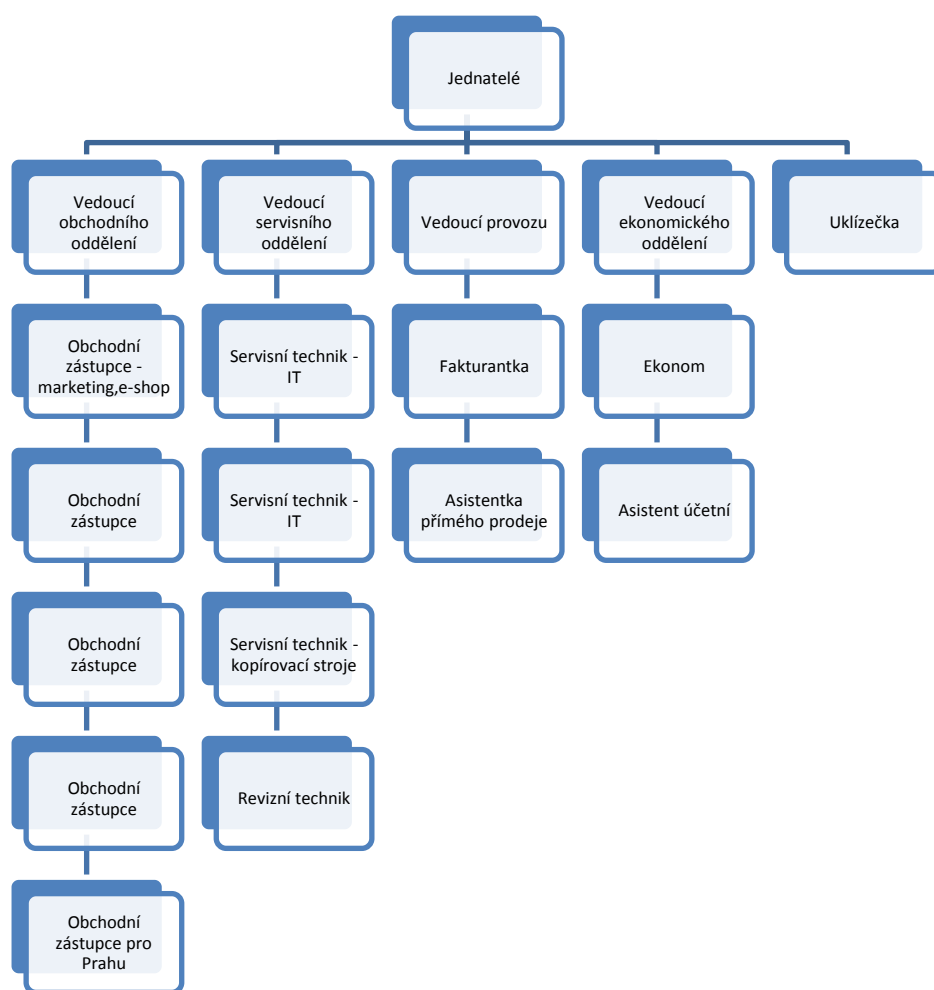 Jednatelé
Vedoucí
obchodního
oddělení
Vedoucí
servisního
oddělení
Vedoucí provozu
Vedoucí
ekonomického
oddělení
Uklízečka
Obchodní
zástupce -
marketing,e-shop
Servisní technik -
IT
Fakturantka
Ekonom
Obchodní
zástupce
Servisní technik -
IT
Asistentka
přímého prodeje
Asistent účetní
Obchodní
zástupce
Servisní technik -
kopírovací stroje
Obchodní
zástupce
Revizní technik
Obchodní
zástupce pro
Prahu